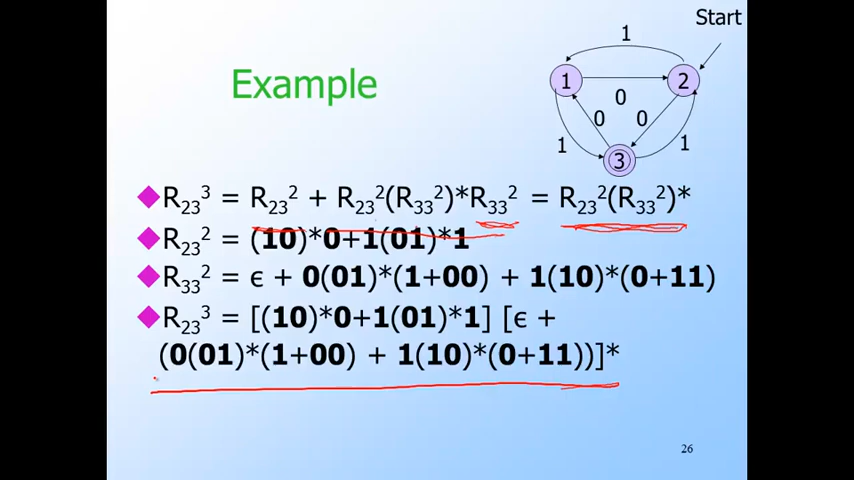 Start
1
Example
1
2
0
0
0
1
1
3
R₂₃³ = R₂₃² + R₂₃²(R₃₃²)*R₃₃² = R₂₃²(R₃₃²)*
R₂₃² = (10)*0+1(01)*1
R₃₃² = ϵ + 0(01)*(1+00) + 1(10)*(0+11)
R₂₃³ = [(10)*0+1(01)*1] [ϵ +
(0(01)*(1+00) + 1(10)*(0+11))]*
26